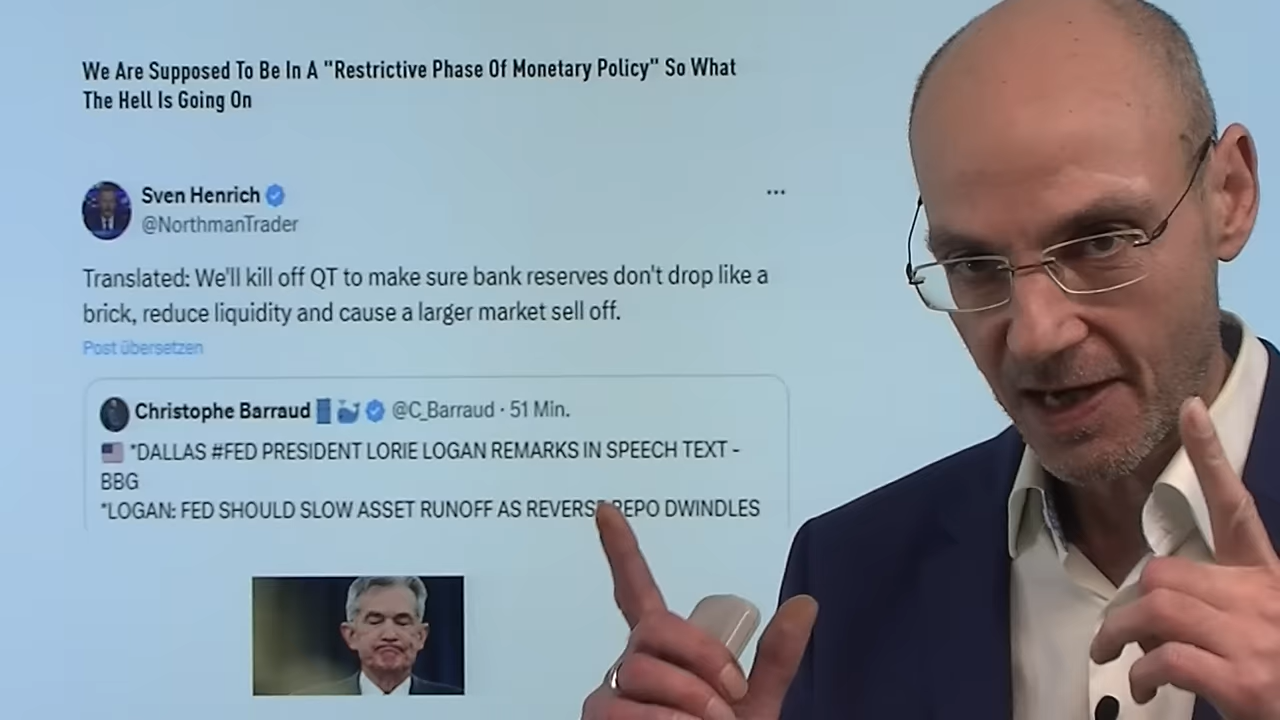 We Are Supposed To Be In A "Restrictive Phase Of Monetary Policy" So What
The Hell Is Going On
Sven Henrich
@NorthmanTrader
Translated: We'll kill off QT to make sure bank reserves don't drop like a
brick, reduce liquidity and cause a larger market sell off.
Post übersetzen
Christophe Barraud @C_Barraud · 51 Min.
*DALLAS #FED PRESIDENT LORIE LOGAN REMARKS IN SPEECH TEXT -
BBG
*LOGAN: FED SHOULD SLOW ASSET RUNOFF AS REVERSE REPO DWINDLES